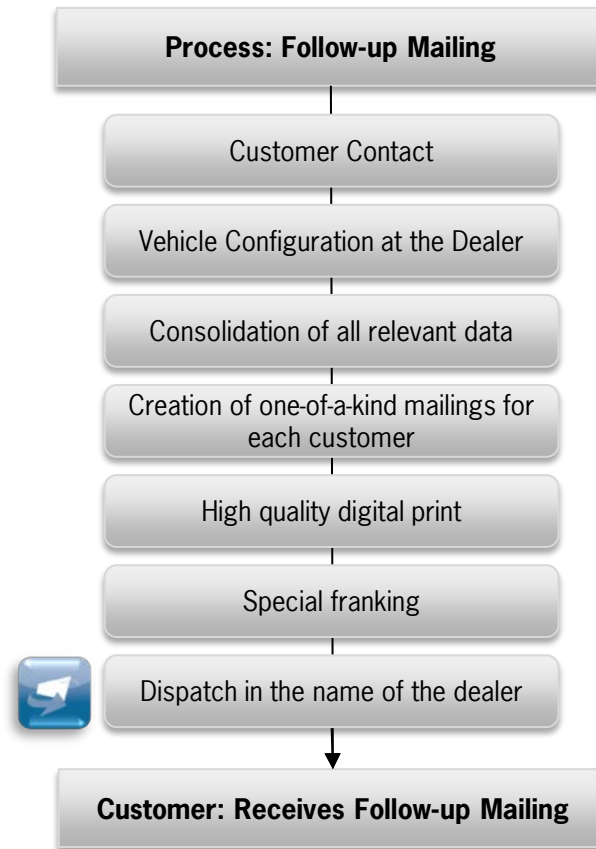 Process: Follow-up Mailing
Customer Contact
Vehicle Configuration at the Dealer
Consolidation of all relevant data
Creation of one-of-a-kind mailings for
each customer
High quality digital print
Special franking
Dispatch in the name of the dealer
Customer: Receives Follow-up Mailing